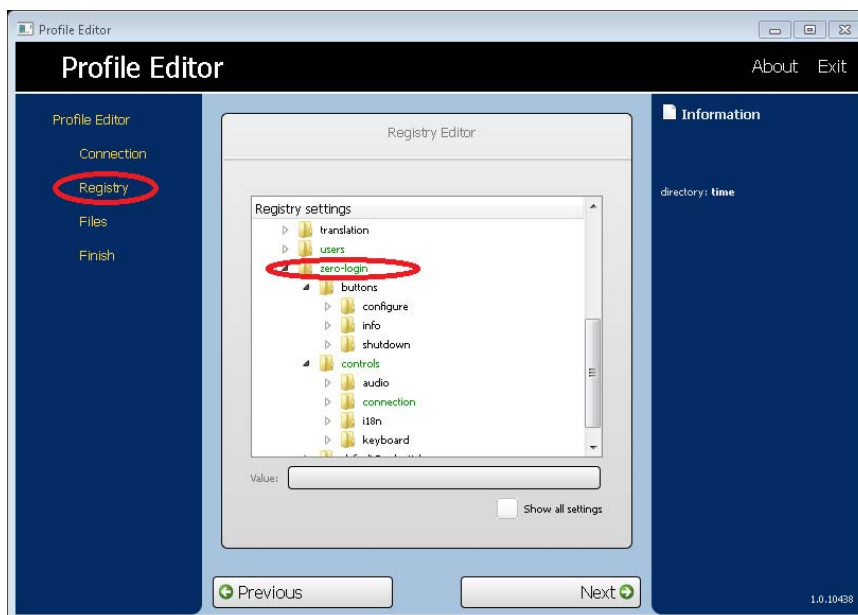 Profile Editor
Profile Editor
About Exit
Profile Editor
Connection
Registry
Files
Finish
Registry Editor
Registry settings
translation
users
zero-login
buttons
configure
info
shutdown
controls
audio
connection
i18n
keyboard
Value:
Show all settings
Previous
Next
Information
directory: time
1.0.10438